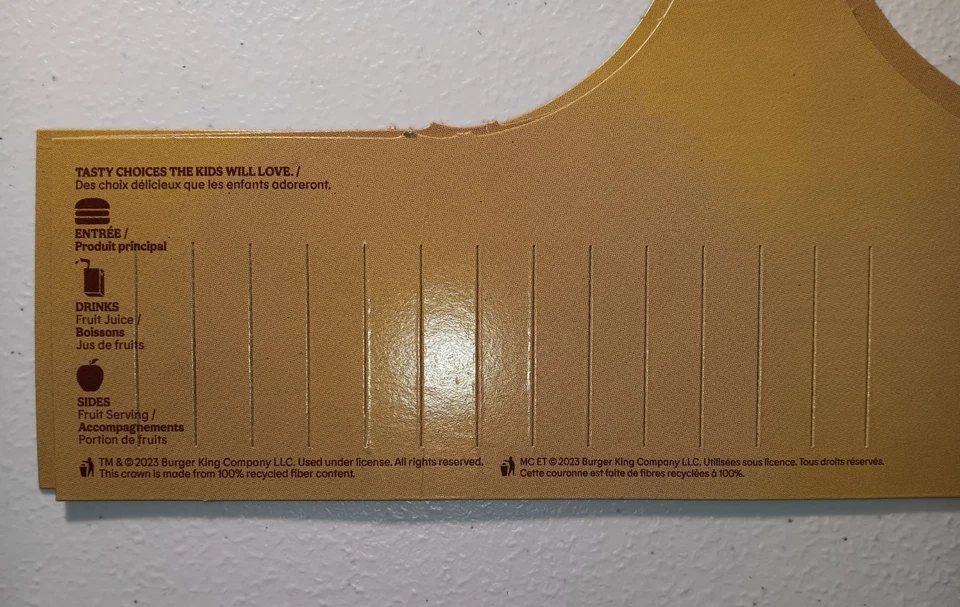 TASTY CHOICES THE KIDS WILL LOVE. /
Des choix délicieux que les enfants adoreront.
ENTRÉE /
Produit principal
DRINKS
Fruit Juice /
Boissons
Jus de fruits
SIDES
Fruit Serving /
Accompagnements
Portion de fruits
TM & © 2023 Burger King Company LLC. Used under license. All rights reserved.
This crown is made from 100% recycled fiber content.
MC ET © 2023 Burger King Company LLC. Utilisées sous licence. Tous droits réservés.
Cette couronne est faite de fibres recyclées à 100%.